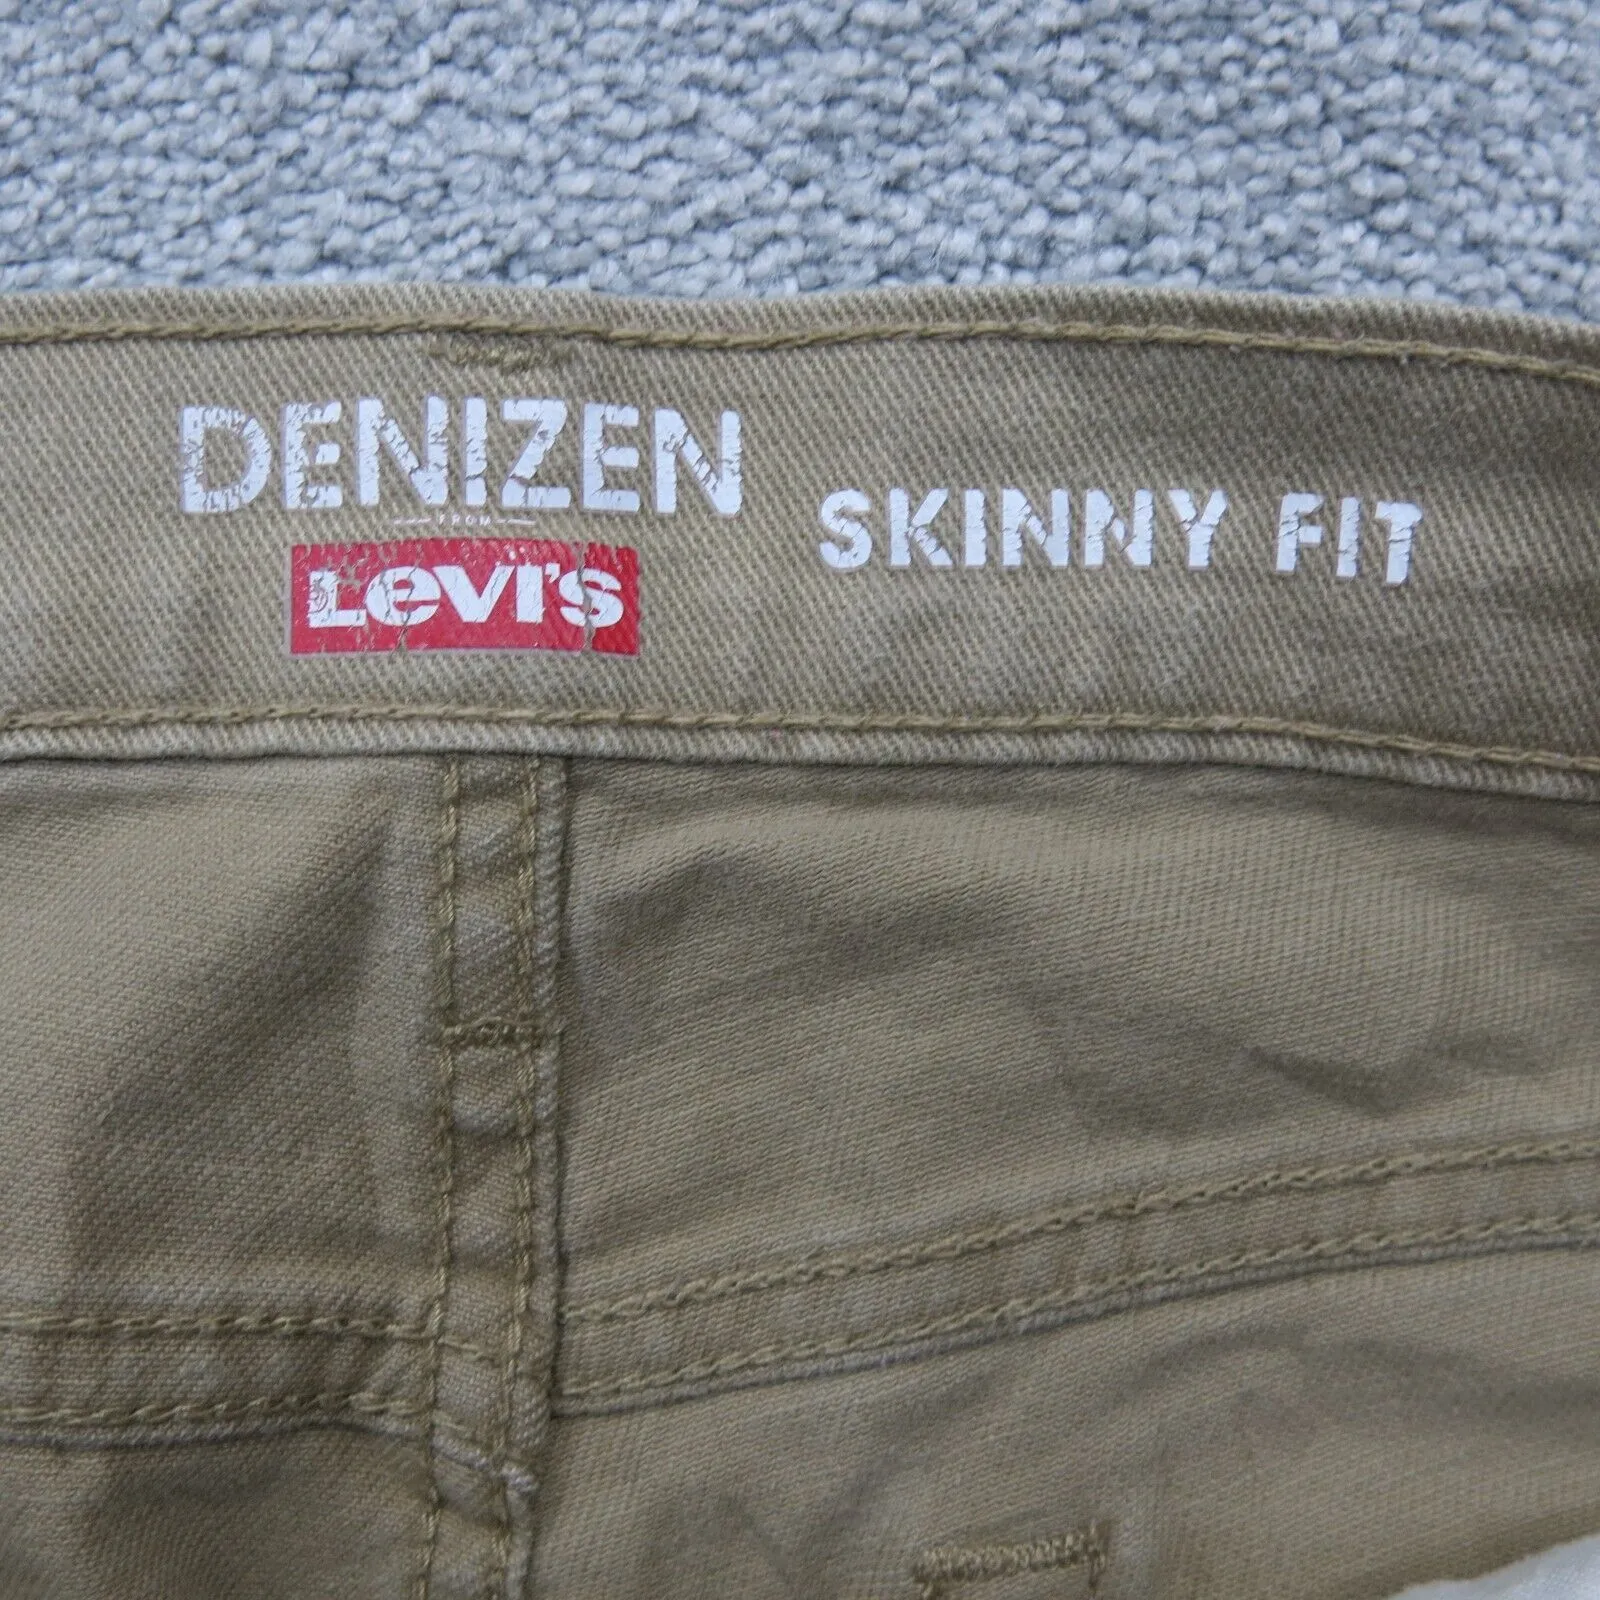 DENIZEN
FROM
Levi's
SKINNY FIT